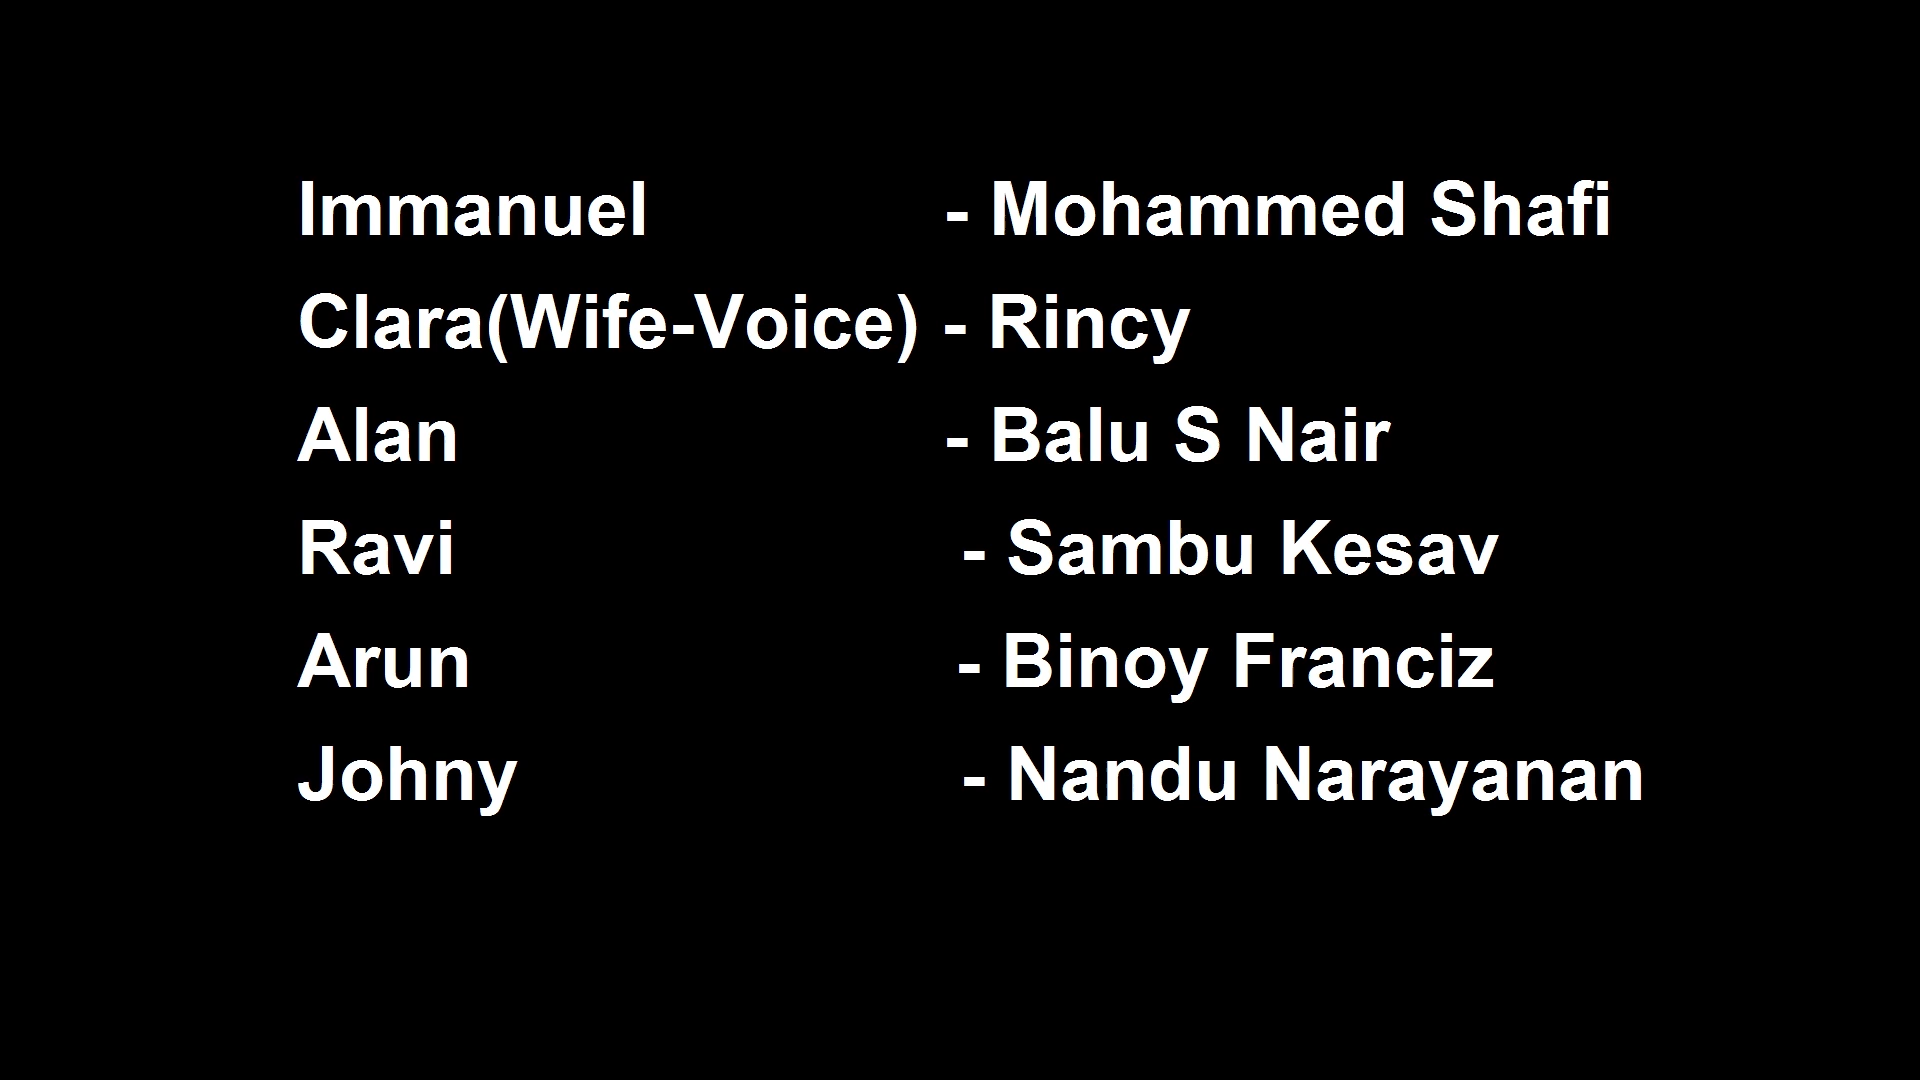 Immanuel - Mohammed Shafi
Clara(Wife-Voice) - Rincy
Alan - Balu S Nair
Ravi - Sambu Kesav
Arun - Binoy Franciz
Johny - Nandu Narayanan